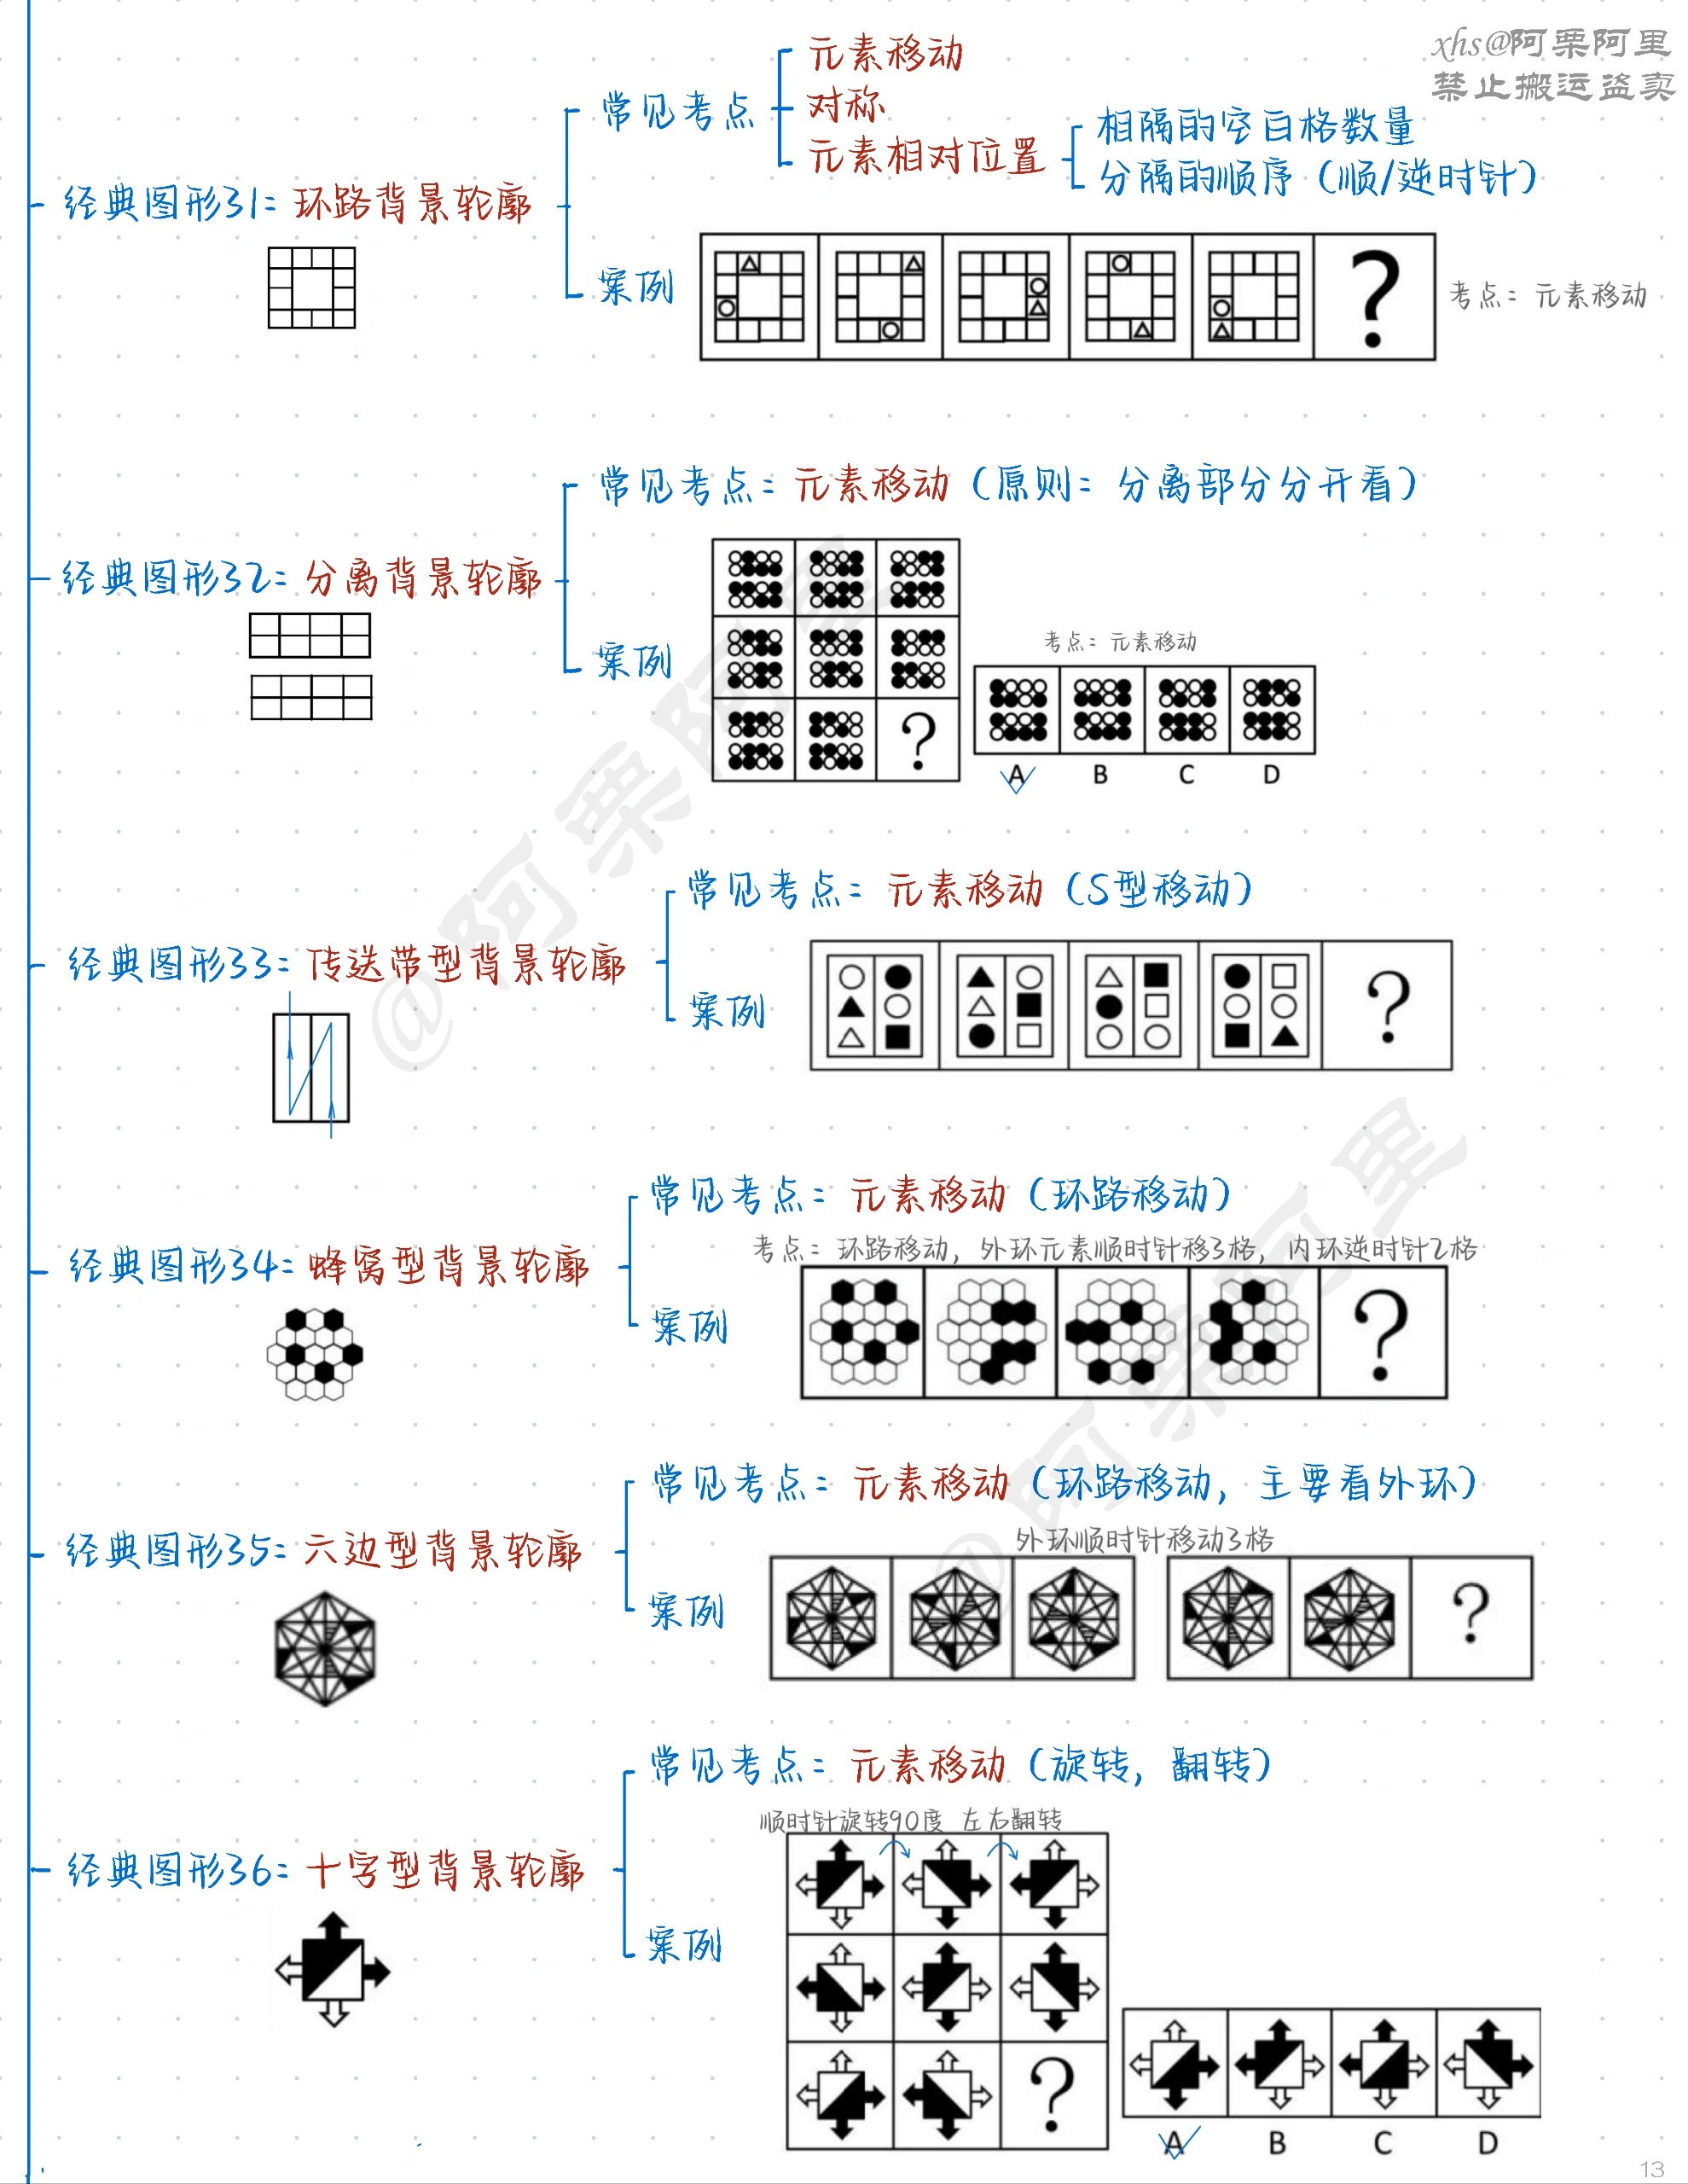 xhs@阿栗阿里
禁止搬运盗卖
元素移动
常见考点
对称
元素相对位置
相隔的空白格数量
分隔的顺序（顺/逆时针）
经典图形31：环路背景轮廓
案例
?
考点：元素移动
常见考点：元素移动（原则：分离部分分开看）
经典图形32：分离背景轮廓
案例
考点：元素移动
?
A B C D
常见考点：元素移动（S型移动）
经典图形33：传送带型背景轮廓
案例
?
常见考点：元素移动（环路移动）
考点：环路移动，外环元素顺时针移3格，内环逆时针2格
经典图形34：蜂窝型背景轮廓
案例
?
常见考点：元素移动（环路移动，主要看外环）
外环顺时针移动3格
经典图形35：六边型背景轮廓
案例
?
常见考点：元素移动（旋转，翻转）
顺时针旋转90度 左右翻转
经典图形36：十字型背景轮廓
案例
?
A B C D
@阿栗阿里
@阿栗阿里
13